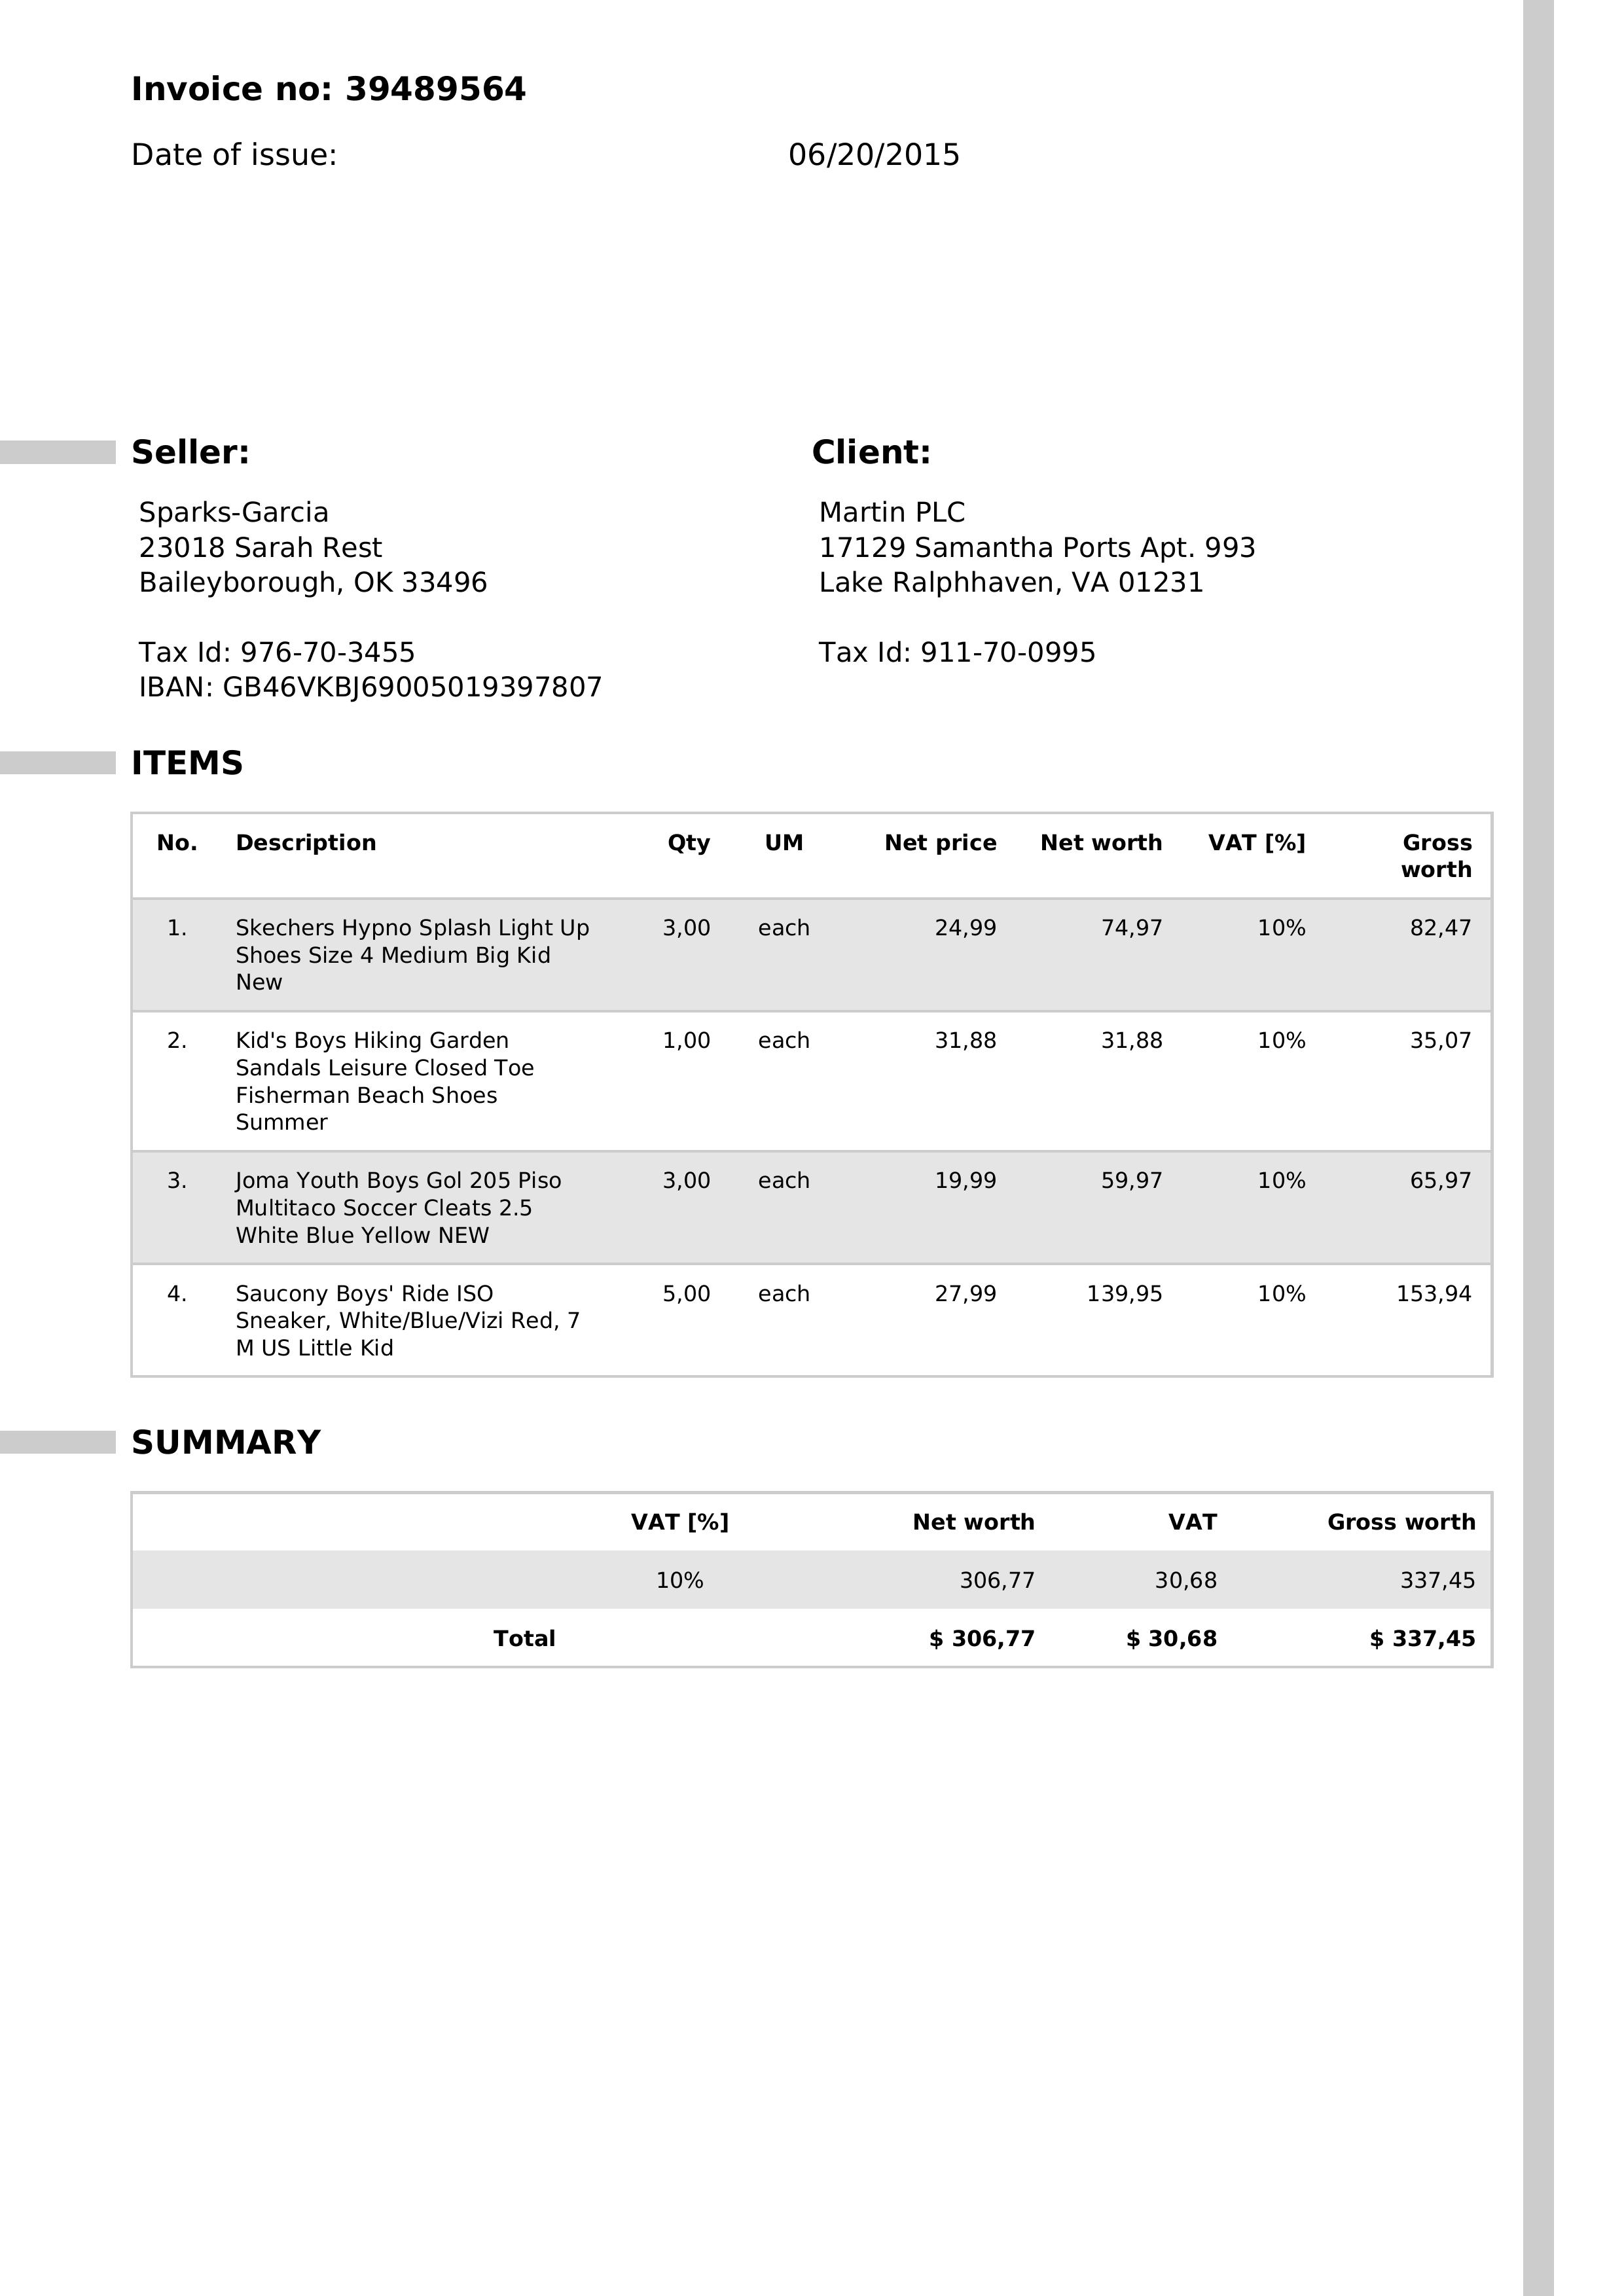 Invoice no: 39489564
Date of issue: 06/20/2015
Seller:
Sparks-Garcia
23018 Sarah Rest
Baileyborough, OK 33496
Tax Id: 976-70-3455
IBAN: GB46VKBJ69005019397807
Client:
Martin PLC
17129 Samantha Ports Apt. 993
Lake Ralphhaven, VA 01231
Tax Id: 911-70-0995
ITEMS
No. Description Qty UM Net price Net worth VAT [%] Gross
worth
1. Skechers Hypno Splash Light Up 3,00 each 24,99 74,97 10% 82,47
Shoes Size 4 Medium Big Kid
New
2. Kid's Boys Hiking Garden 1,00 each 31,88 31,88 10% 35,07
Sandals Leisure Closed Toe
Fisherman Beach Shoes
Summer
3. Joma Youth Boys Gol 205 Piso 3,00 each 19,99 59,97 10% 65,97
Multitaco Soccer Cleats 2.5
White Blue Yellow NEW
4. Saucony Boys' Ride ISO 5,00 each 27,99 139,95 10% 153,94
Sneaker, White/Blue/Vizi Red, 7
M US Little Kid
SUMMARY
VAT [%] Net worth VAT Gross worth
10% 306,77 30,68 337,45
Total $ 306,77 $ 30,68 $ 337,45